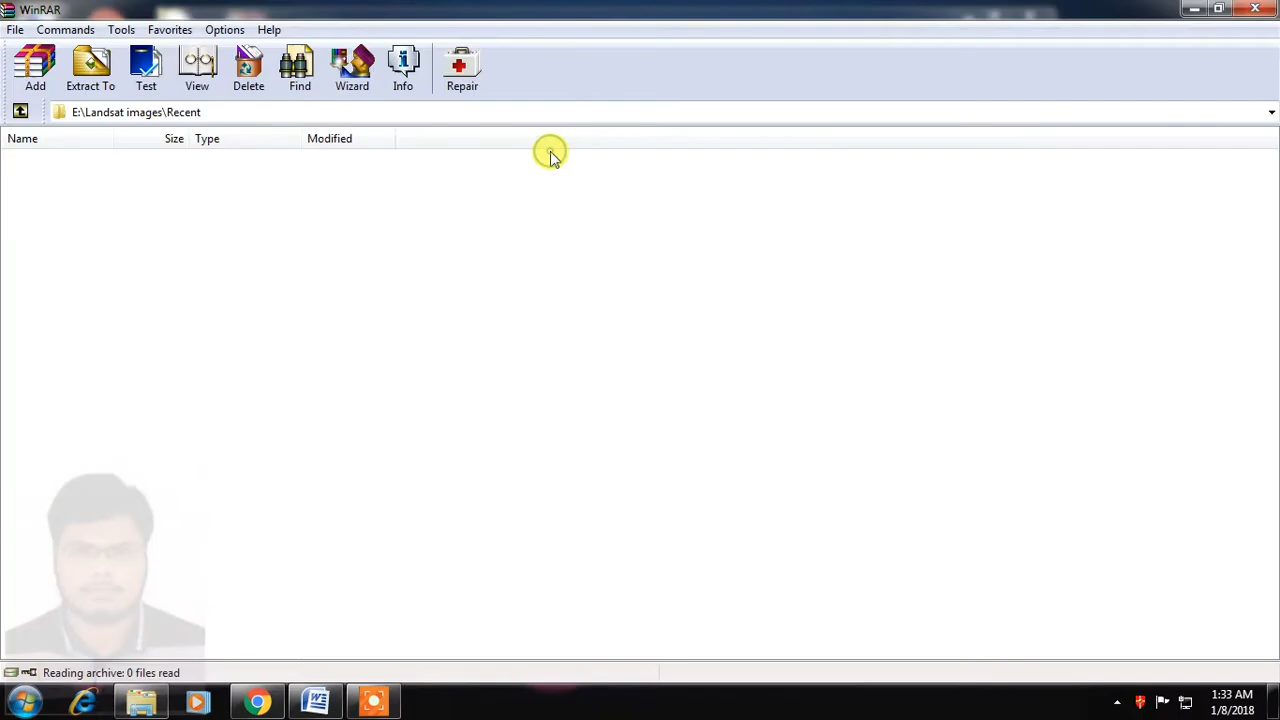 WinRAR
File Commands Tools Favorites Options Help
Add Extract To Test View Delete Find Wizard Info Repair
E:\Landsat images\Recent
Name Size Type Modified
Reading archive: 0 files read
1:33 AM
1/8/2018